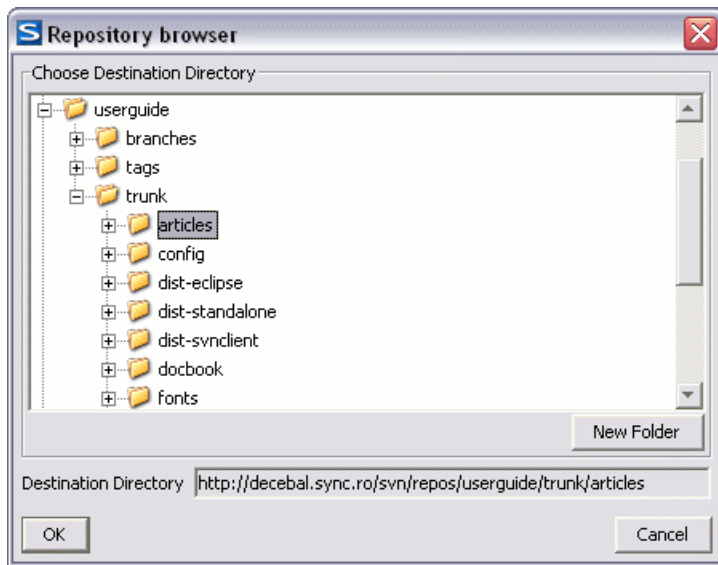 S Repository browser
Choose Destination Directory
userguide
branches
tags
trunk
articles
config
dist-eclipse
dist-standalone
dist-svnclient
docbook
fonts
New Folder
Destination Directory http://decebal.sync.ro/svn/repos/userguide/trunk/articles
OK Cancel